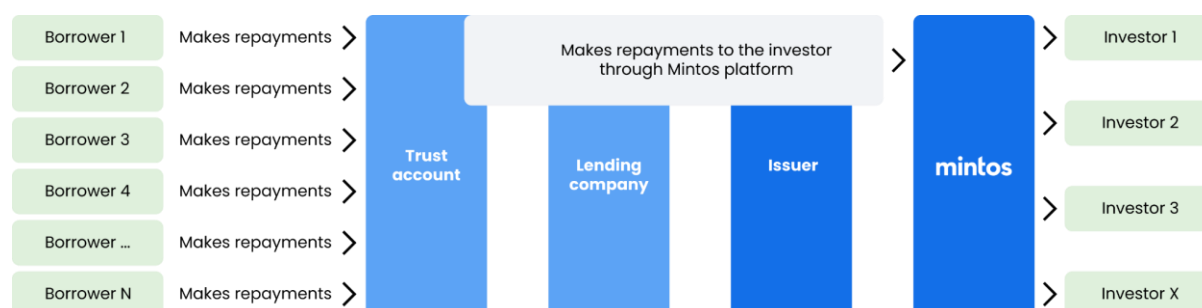 Borrower 1
Makes repayments
Borrower 2
Makes repayments
Borrower 3
Makes repayments
Borrower 4
Makes repayments
Borrower ...
Makes repayments
Borrower N
Makes repayments
Trust
account
Makes repayments to the investor
through Mintos platform
Lending
company
Issuer
mintos
Investor 1
Investor 2
Investor 3
Investor X